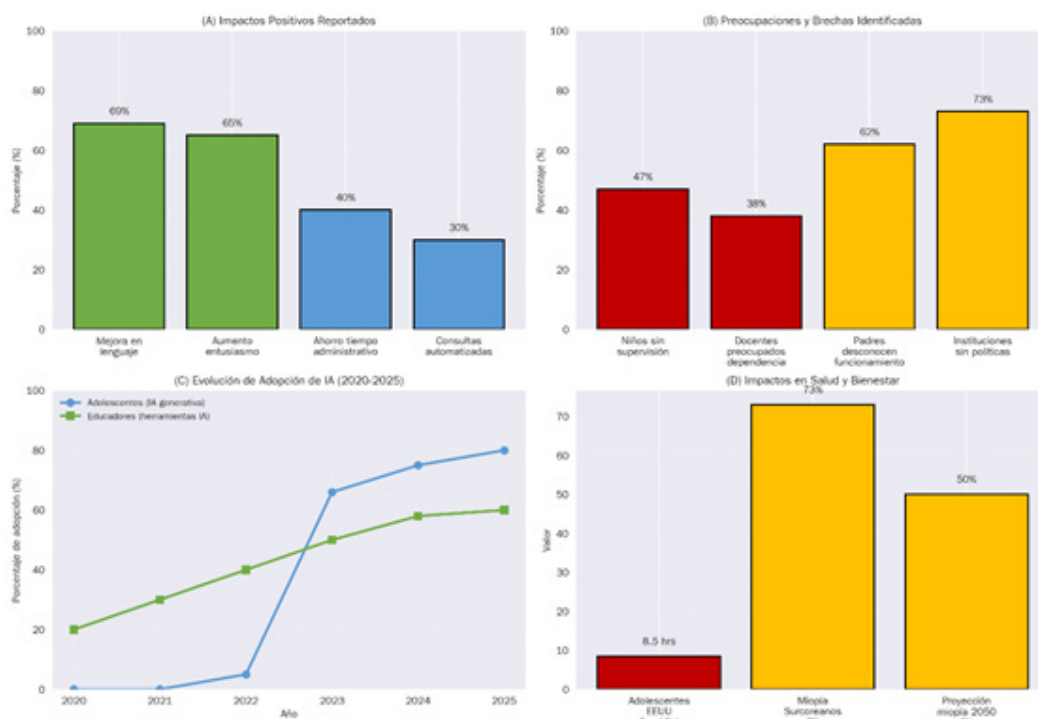 (A) Impactos Positivos Reportados
100
80
60
40
20
0
Porcentaje (%)
69%
65%
40%
30%
Mejora en
lenguaje
Aumento
entusiasmo
Ahorro tiempo
administrativo
Consultas
automatizadas
(B) Preocupaciones y Brechas Identificadas
100
80
60
40
20
0
Porcentaje (%)
47%
38%
62%
73%
Niños sin
supervisión
Docentes
preocupados
dependencia
Padres
desconocen
funcionamiento
Instituciones
sin políticas
(C) Evolución de Adopción de IA (2020-2025)
100
80
60
40
20
0
Porcentaje de adopción (%)
Adolescentes (IA generativa)
Educadores (herramientas IA)
2020
2021
2022
2023
2024
2025
Año
(D) Impactos en Salud y Bienestar
70
60
50
40
30
20
10
0
Valor
8.5 hrs
73%
50%
Adolescentes
EEUU
Miopía
Surcoreanos
Proyección
miopía 2050